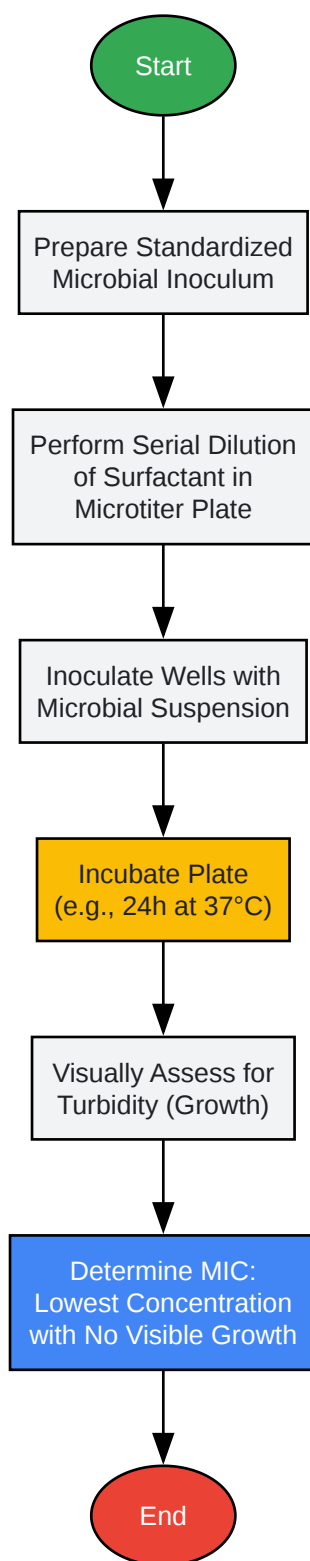 Start
Prepare Standardized
Microbial Inoculum
Perform Serial Dilution
of Surfactant in
Microtiter Plate
Inoculate Wells with
Microbial Suspension
Incubate Plate
(e.g., 24h at 37°C)
Visually Assess for
Turbidity (Growth)
Determine MIC:
Lowest Concentration
with No Visible Growth
End